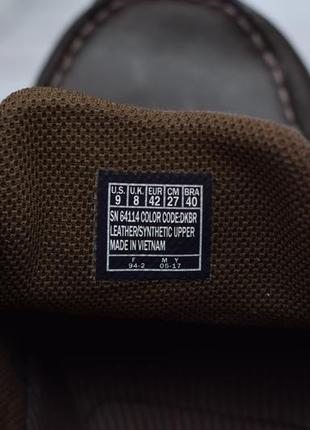 U.S. U.K. EUR CM BRA
9 8 42 27 40
SN 64114 COLOR CODE:DKBR
LEATHER/SYNTHETIC UPPER
MADE IN VIETNAM
F M Y
94-2 05-17